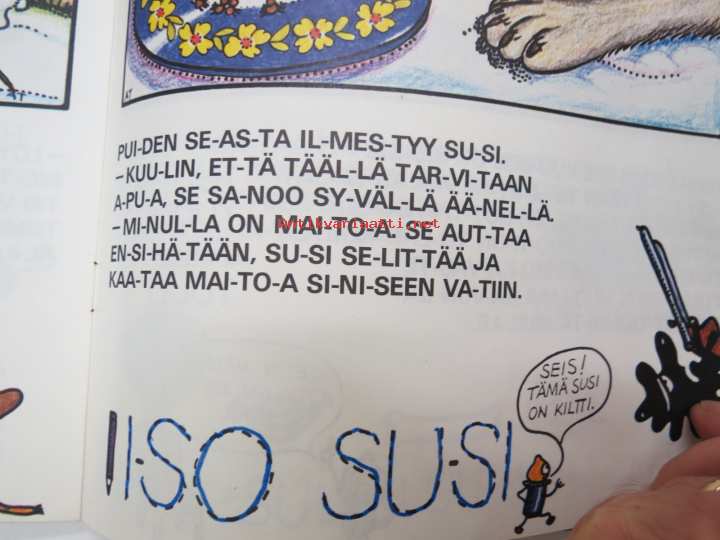 AT
PUI-DEN SE-AS-TA IL-MES-TYY SU-SI.
–KUU-LIN, ET-TÄ TÄÄL-LÄ TAR-VI-TAAN
A-PU-A, SE SA-NOO SY-VÄL-LÄ ÄÄ-NEL-LÄ.
–MI-NUL-LA ON MAI-TO-A. SE AUT-TAA
Antikvariaatti.net
EN-SI-HÄ-TÄÄN, SU-SI SE-LIT-TÄÄ JA
KAA-TAA MAI-TO-A SI-NI-SEEN VA-TIIN.
SEIS!
TÄMÄ SUSI
ON KILTTI.
I-SO SU-SI